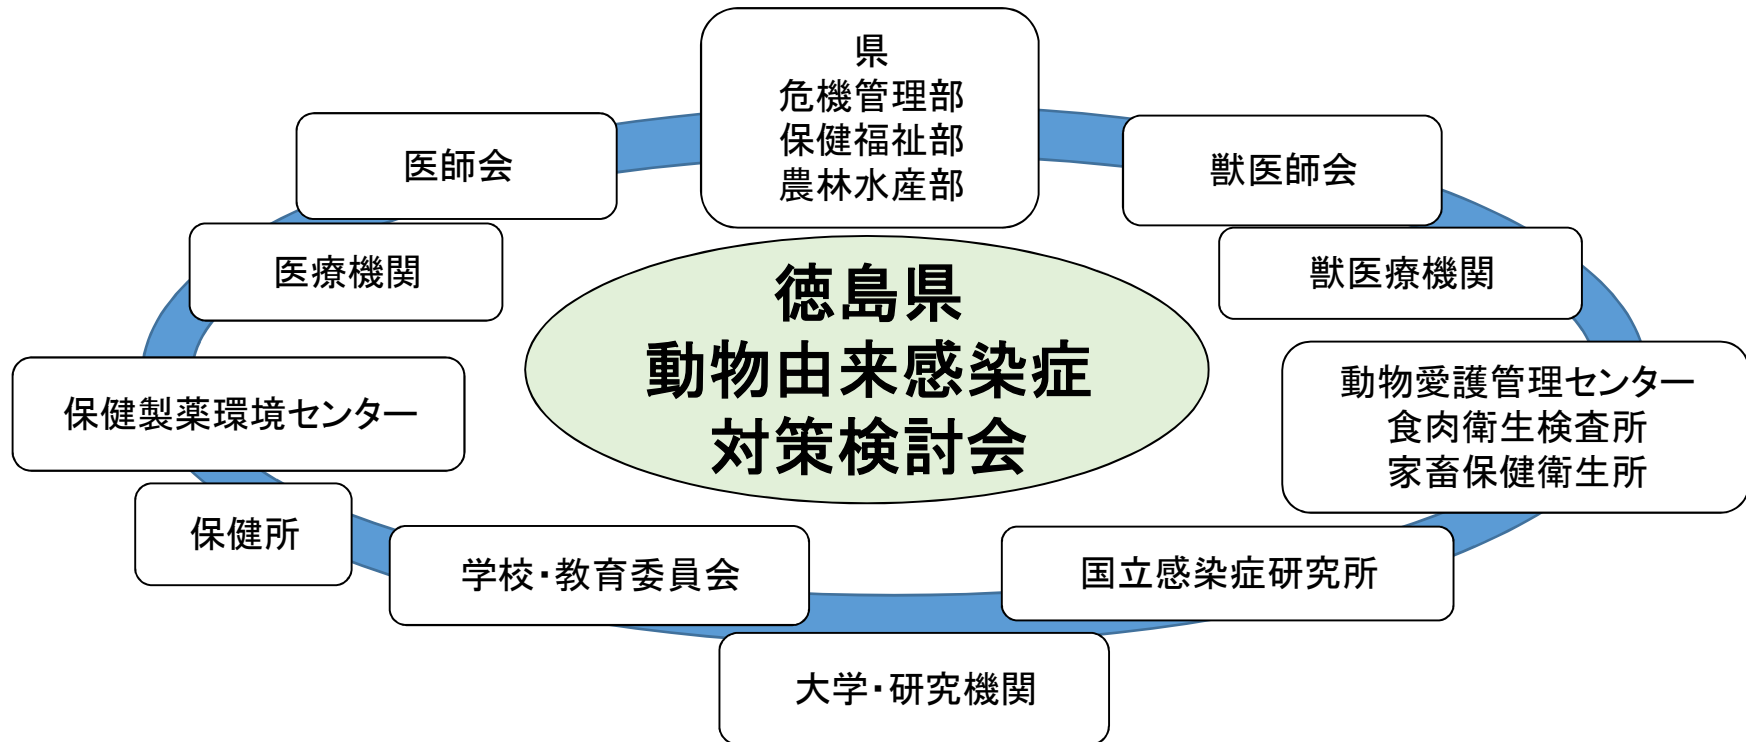 県
危機管理部
保健福祉部
農林水産部
医師会
獣医師会
医療機関
獣医療機関
徳島県
動物由来感染症
対策検討会
保健製薬環境センター
動物愛護管理センター
食肉衛生検査所
家畜保健衛生所
保健所
学校・教育委員会
国立感染症研究所
大学・研究機関